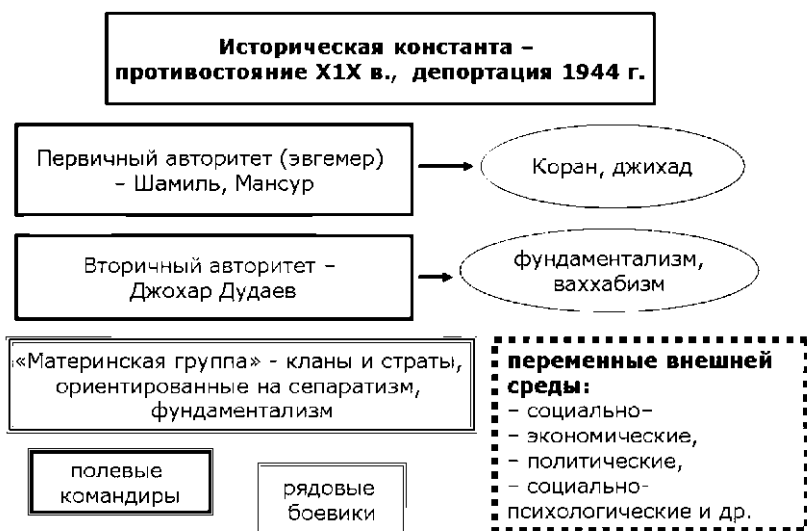 Историческая константа –
противостояние Х1Х в., депортация 1944 г.
Первичный авторитет (эвгемер)
– Шамиль, Мансур
Коран, джихад
Вторичный авторитет –
Джохар Дудаев
фундаментализм,
ваххабизм
«Материнская группа» - кланы и страты,
ориентированные на сепаратизм,
фундаментализм
переменные внешней
среды:
– социально–
– экономические,
– политические,
– социально-
психологические и др.
полевые
командиры
рядовые
боевики